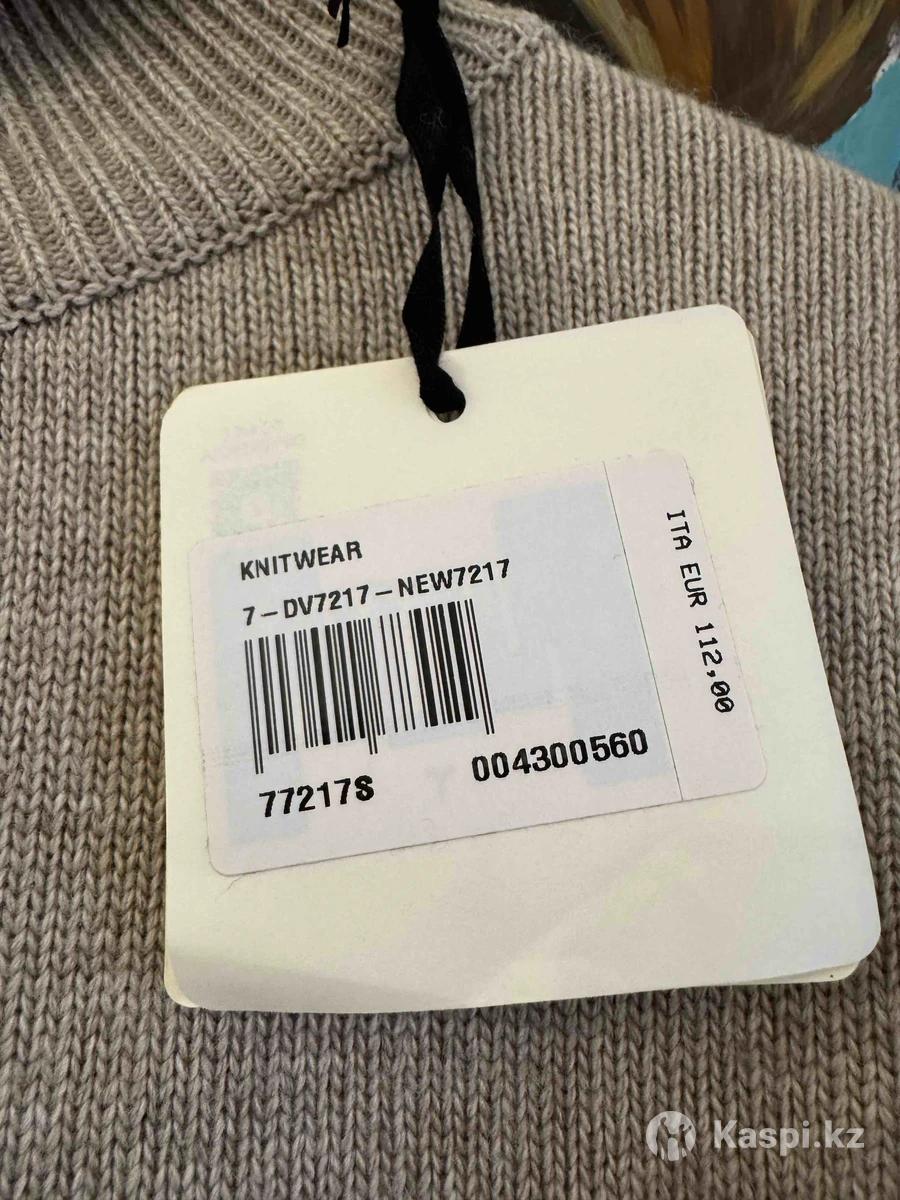 KNITWEAR
7-DV7217-NEW7217
77217S
004300560
ITA EUR 112,00
Kaspi.kz